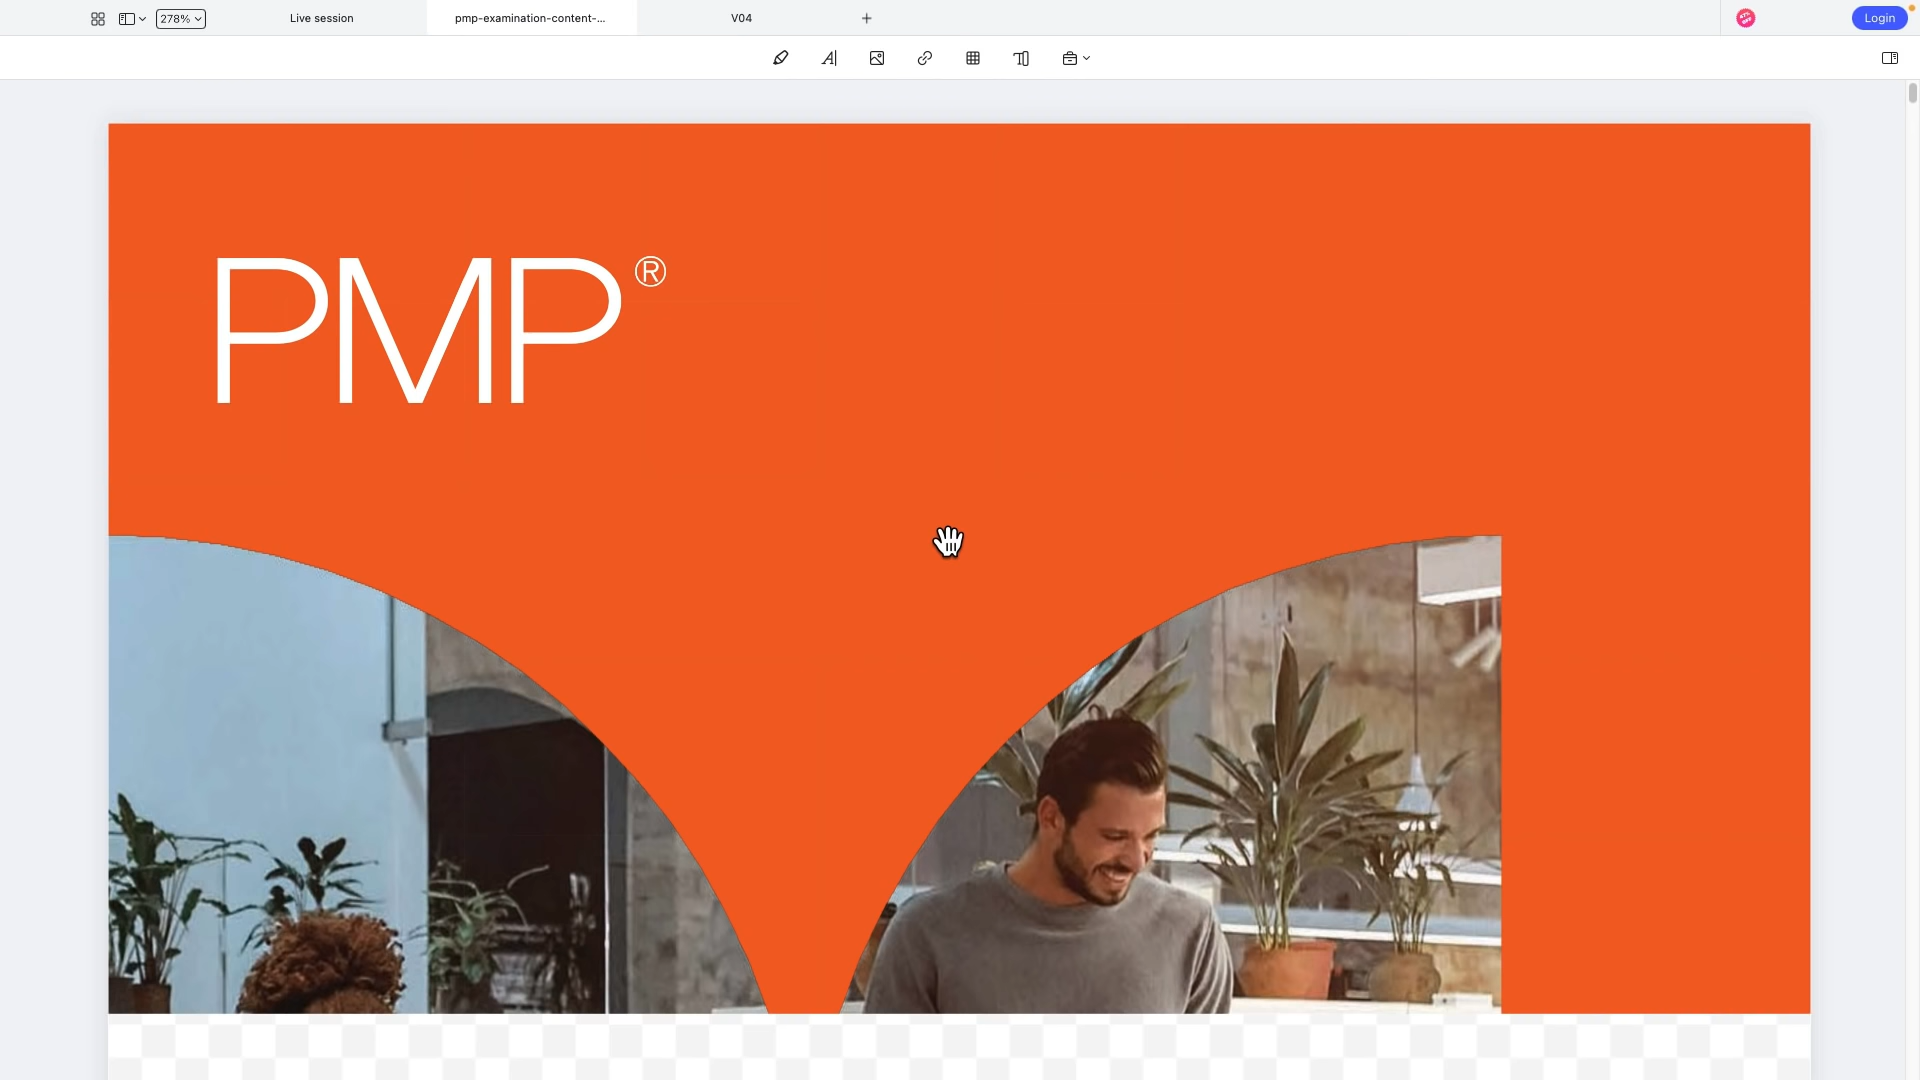 278%
Live session
pmp-examination-content-...
V04
Login
PMP®